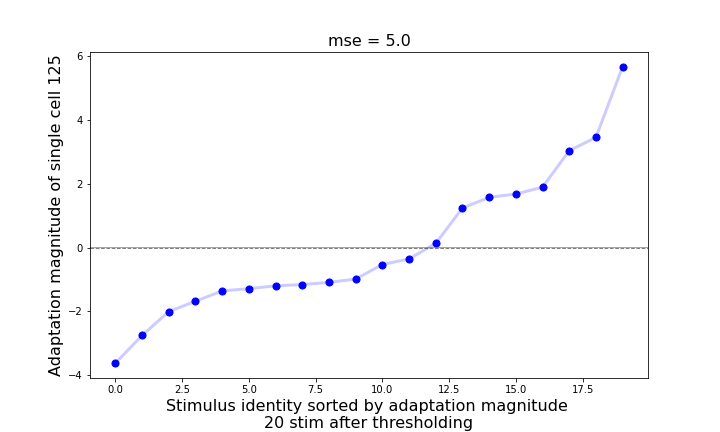 mse = 5.0
Adaptation magnitude of single cell 125
6
4
2
0
−2
−4
0.0 2.5 5.0 7.5 10.0 12.5 15.0 17.5
Stimulus identity sorted by adaptation magnitude
20 stim after thresholding